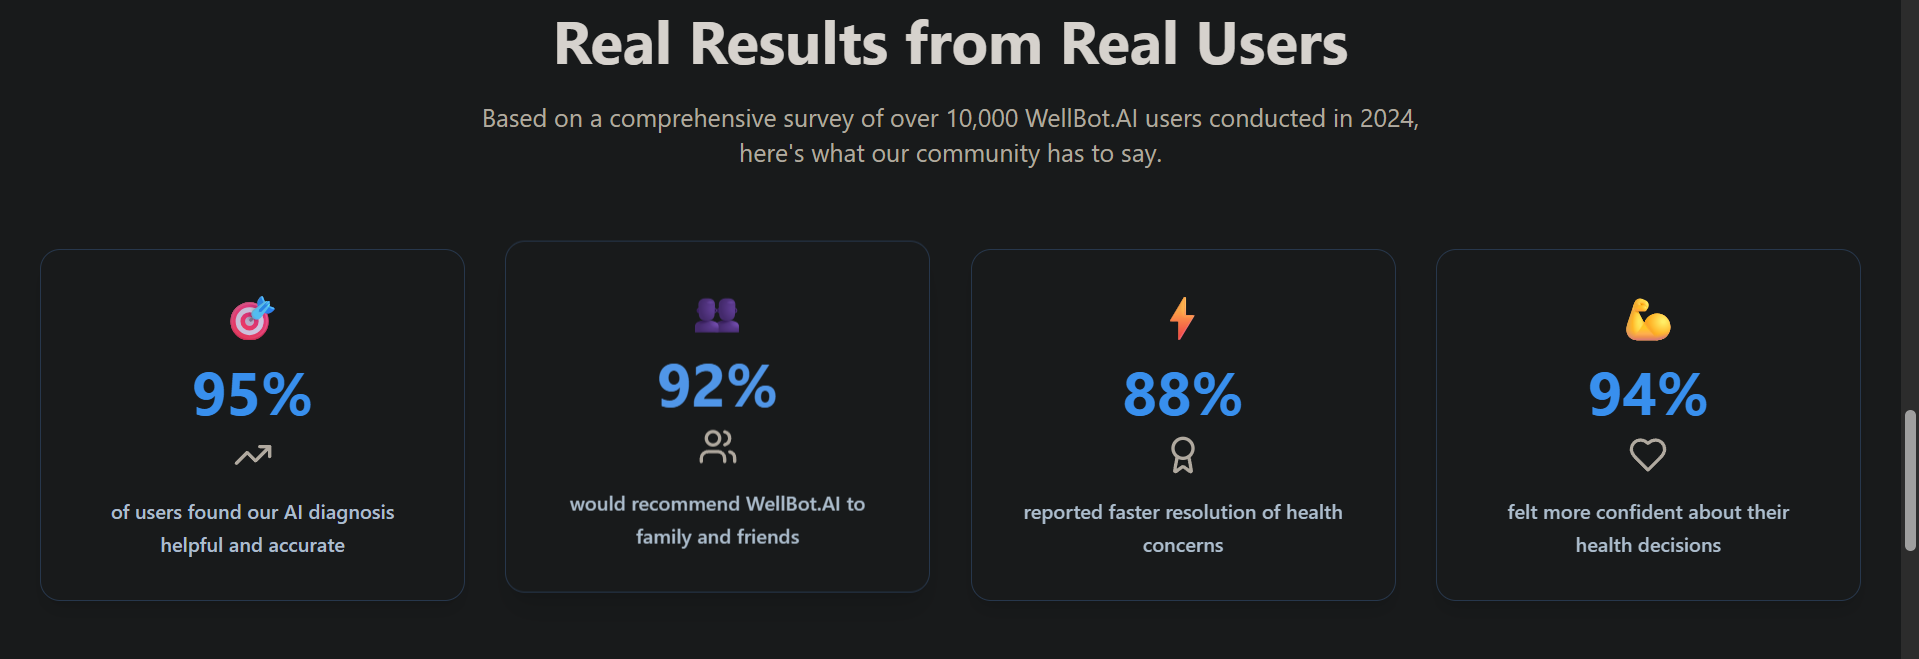 Real Results from Real Users
Based on a comprehensive survey of over 10,000 WellBot.AI users conducted in 2024,
here's what our community has to say.
95%
of users found our AI diagnosis
helpful and accurate
92%
would recommend WellBot.AI to
family and friends
88%
reported faster resolution of health
concerns
94%
felt more confident about their
health decisions